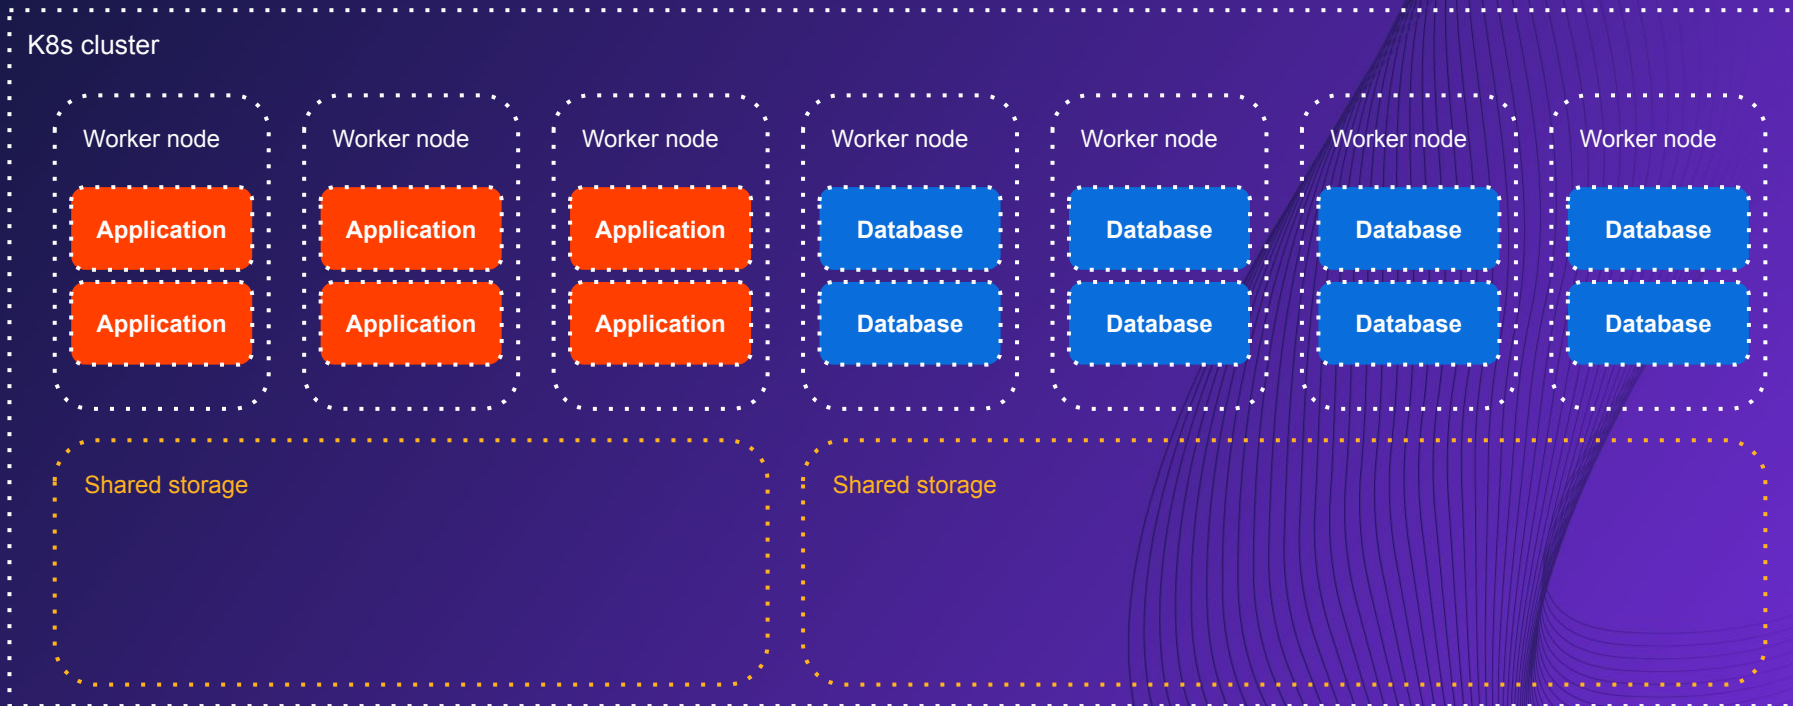 K8s cluster
Worker node
Application
Application
Worker node
Application
Application
Worker node
Application
Application
Worker node
Database
Database
Worker node
Database
Database
Worker node
Database
Database
Worker node
Database
Database
Shared storage
Shared storage